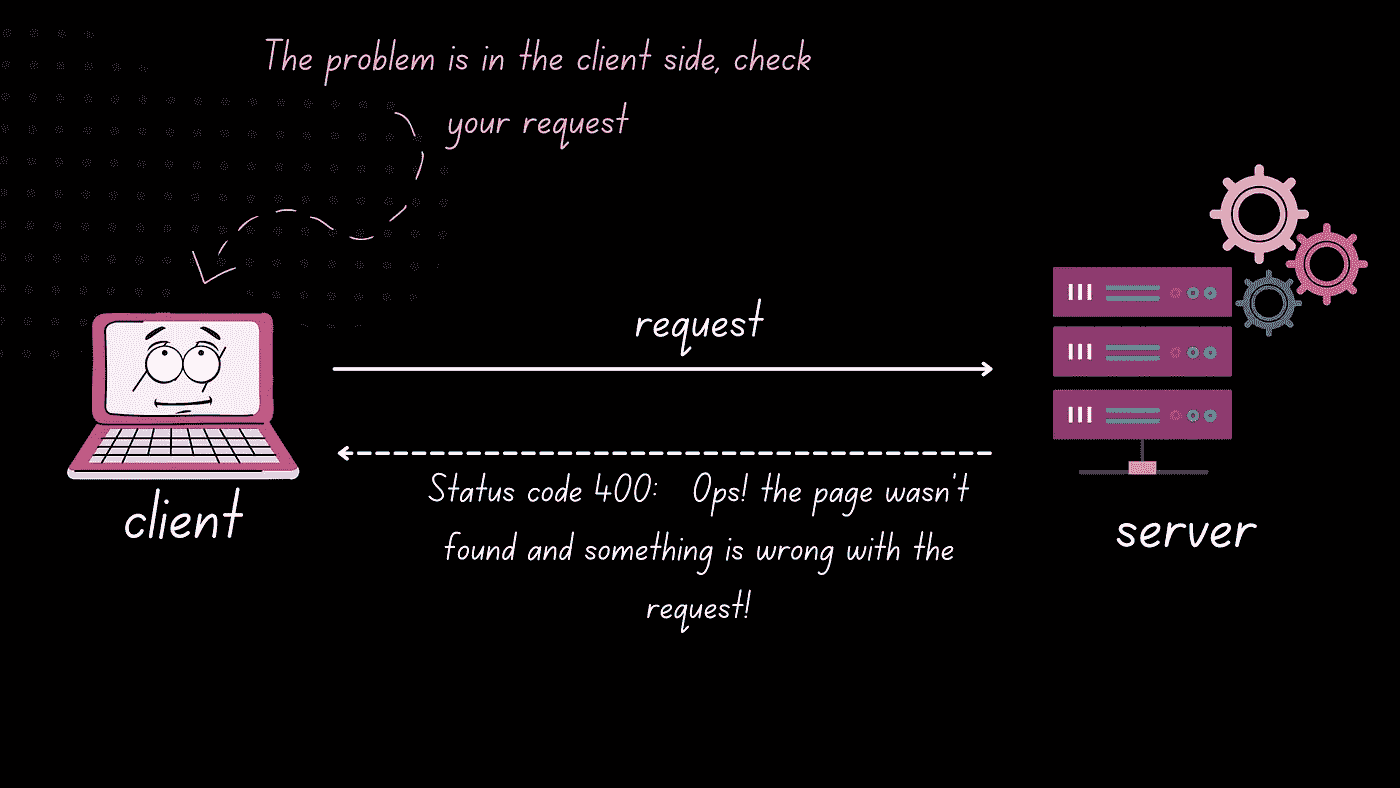 The problem is in the client side, check
your request
request
Status code 400: Ops! the page wasn't
found and something is wrong with the
request!
client
server